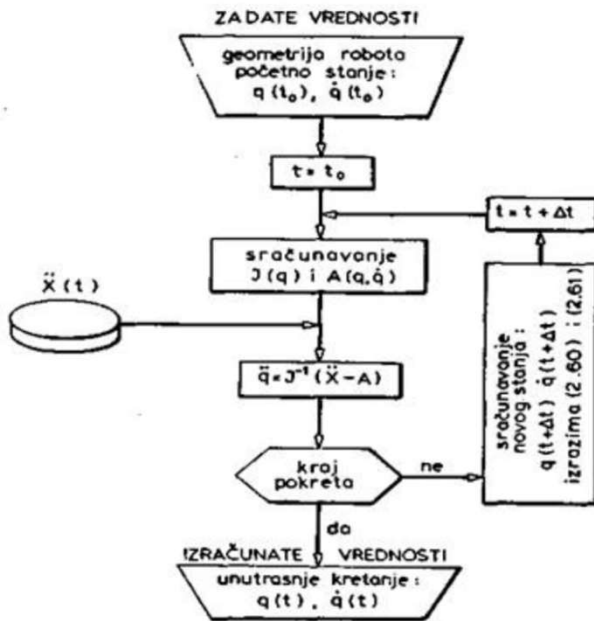 ZADATE VREDNOSTI
geometrija robota
početno stanje:
q(t₀), q̇(t₀)
t = t₀
t = t + Δt
sračunavanje
J(q) i A(q,q̇)
Ẍ(t)
q̈ = J⁻¹(Ẍ-A)
sračunavanje
novog stanja:
q(t+Δt) q̇(t+Δt)
izrazima (2.60) i (2.61)
kraj
pokreta
ne
da
IZRAČUNATE VREDNOSTI
unutrasnje kretanje:
q(t), q̇(t)